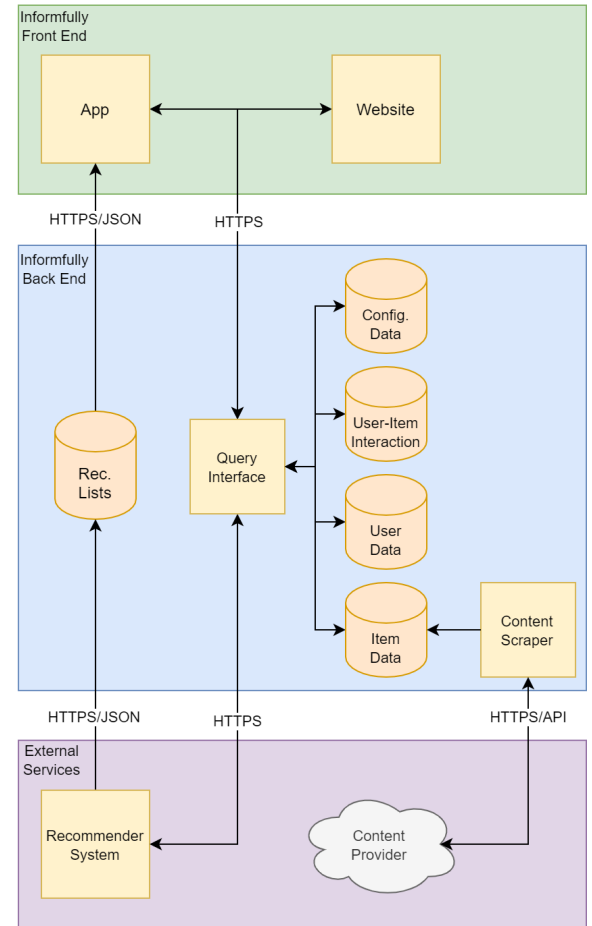 Informfully
Front End
App
Website
HTTPS/JSON
HTTPS
Informfully
Back End
Config.
Data
User-Item
Interaction
Query
Interface
Rec.
Lists
User
Data
Item
Data
Content
Scraper
HTTPS/JSON
HTTPS
HTTPS/API
External
Services
Recommender
System
Content
Provider